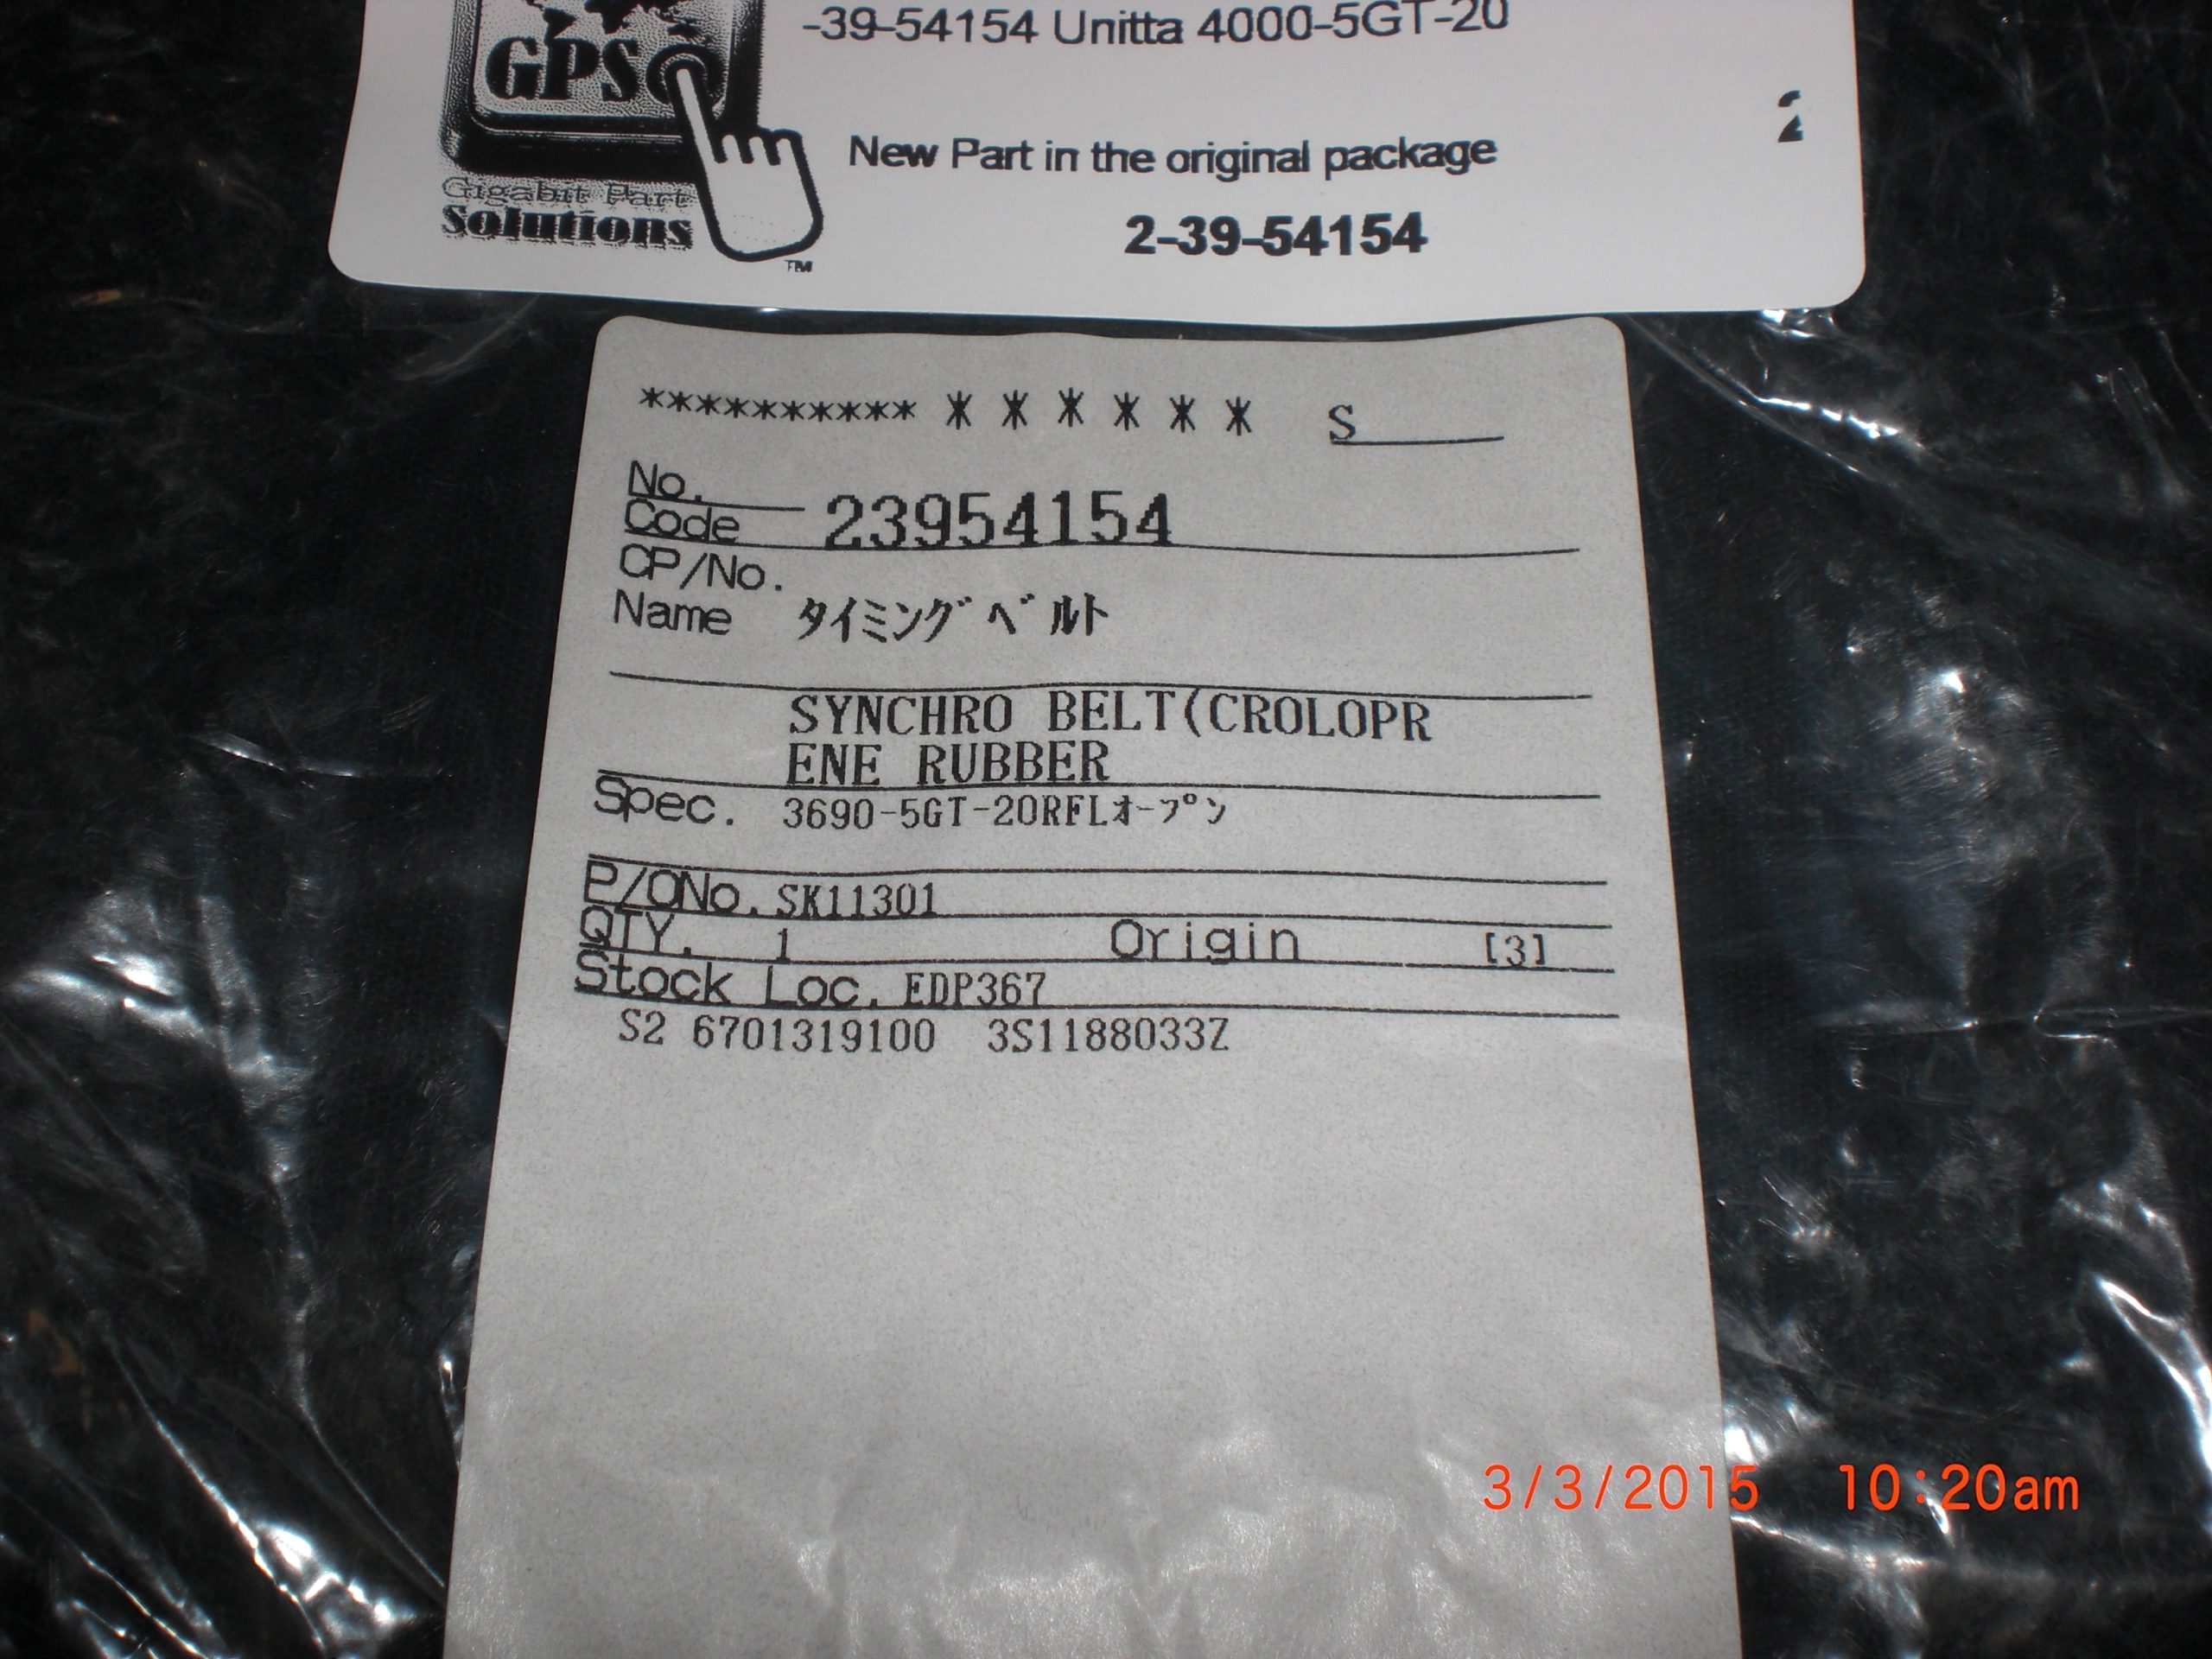 -39-54154 Unitta 4000-5GT-20
GPS
New Part in the original package
Gigabit Part
Solutions
TM
2-39-54154
**********＊＊＊＊＊＊ S
No.
Code 23954154
CP/No.
Name ﾀｲﾐﾝｸﾞﾍﾞﾙﾄ
SYNCHRO BELT(CROLOPR
ENE RUBBER
Spec. 3690-5GT-20RFLｵｰﾌﾟﾝ
P/ONo. SK11301
QTY. 1 Origin [3]
Stock Loc. EDP367
S2 6701319100 3S1188033Z
3/3/2015 10:20am